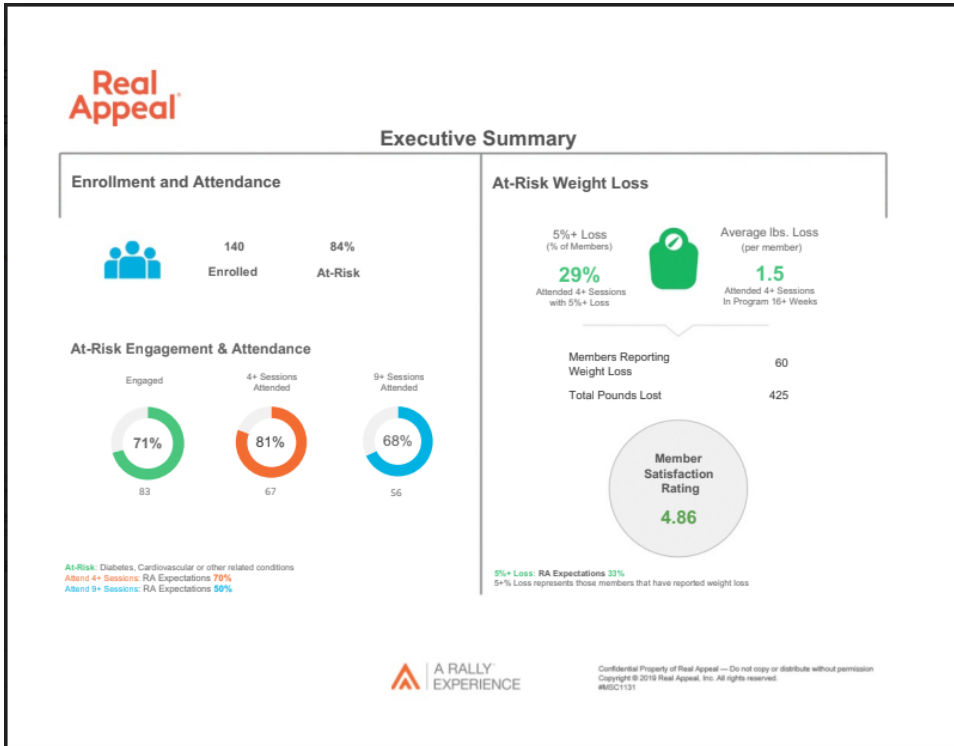 Real
Appeal
Executive Summary
Enrollment and Attendance
140
84%
Enrolled
At-Risk
At-Risk Engagement & Attendance
Engaged
4+ Sessions
Attended
9+ Sessions
Attended
71%
81%
68%
83
67
56
At-Risk: Diabetes, Cardiovascular or other related conditions
Attend 4+ Sessions: RA Expectations 70%
Attend 9+ Sessions: RA Expectations 50%
At-Risk Weight Loss
5%+ Loss
(% of Members)
29%
Attended 4+ Sessions
with 5%+ Loss
Average lbs. Loss
(per member)
1.5
Attended 4+ Sessions
In Program 16+ Weeks
Members Reporting
Weight Loss
60
Total Pounds Lost
425
Member
Satisfaction
Rating
4.86
5%+ Loss: RA Expectations 33%
5+% Loss represents those members that have reported weight loss
A RALLY
EXPERIENCE
Confidential Property of Real Appeal — Do not copy or distribute without permission
Copyright © 2019 Real Appeal, Inc. All rights reserved.
#MSC1131